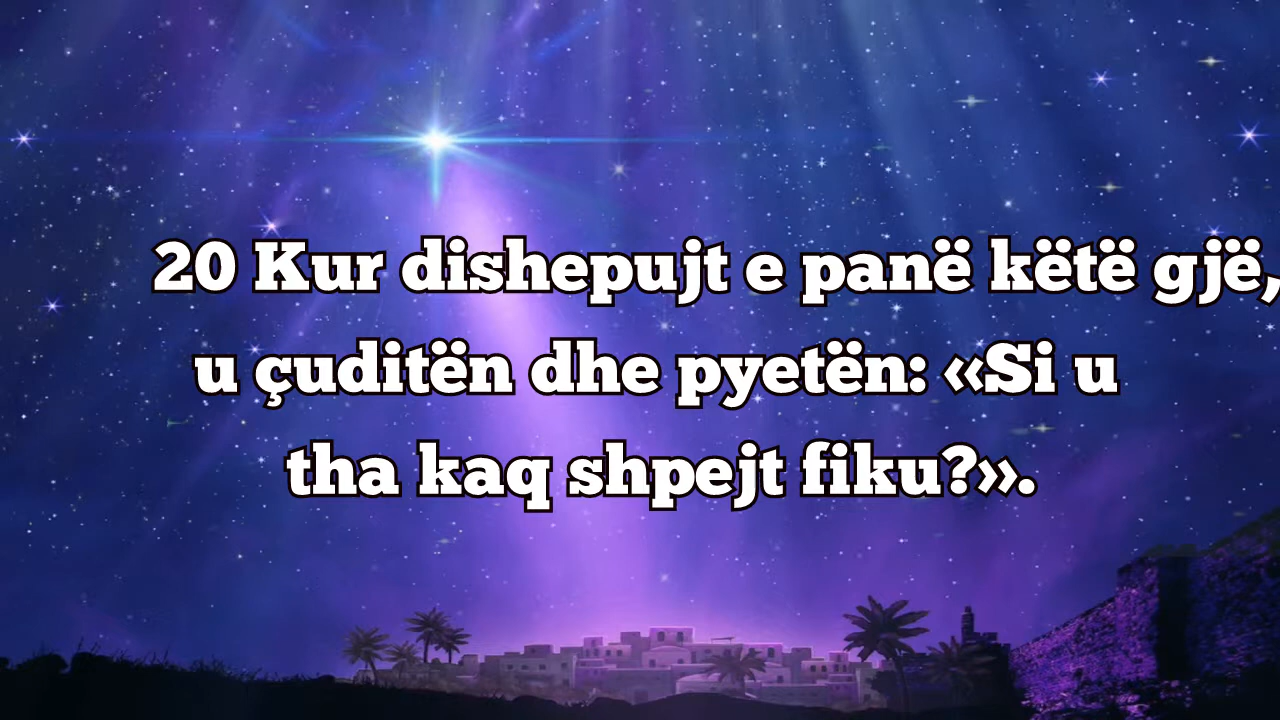 20 Kur dishepujt e panë këtë gjë,
u çuditën dhe pyetën: «Si u
tha kaq shpejt fiku?».